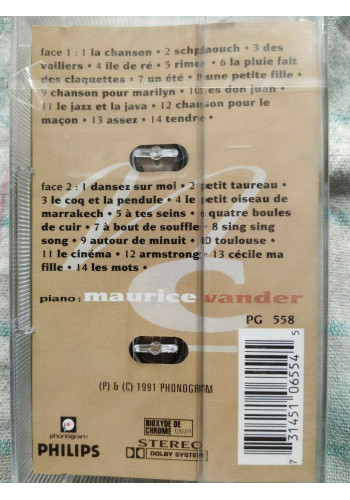 face 1 : 1 la chanson • 2 schplaouch • 3 des
voiliers • 4 ile de ré • 5 rimes • 6 la pluie fait
des claquettes • 7 un été • 8 une petite fille •
9 chanson pour marilyn • 10 les don juan •
11 le jazz et la java • 12 chanson pour le
maçon • 13 assez • 14 tendre •
face 2 : 1 dansez sur moi • 2 petit taureau •
3 le coq et la pendule • 4 le petit oiseau de
marrakech • 5 à tes seins • 6 quatre boules
de cuir • 7 à bout de souffle • 8 sing sing
song • 9 autour de minuit • 10 toulouse •
11 le cinéma • 12 armstrong • 13 cécile ma
fille • 14 les mots •
piano : maurice vander
PG 558
(P) & (C) 1991 PHONOGRAM
phonogram
PHILIPS
BIOXYDE DE
CHROME 120µs
STEREO
DOLBY SYSTEM
7 31451 06554 5